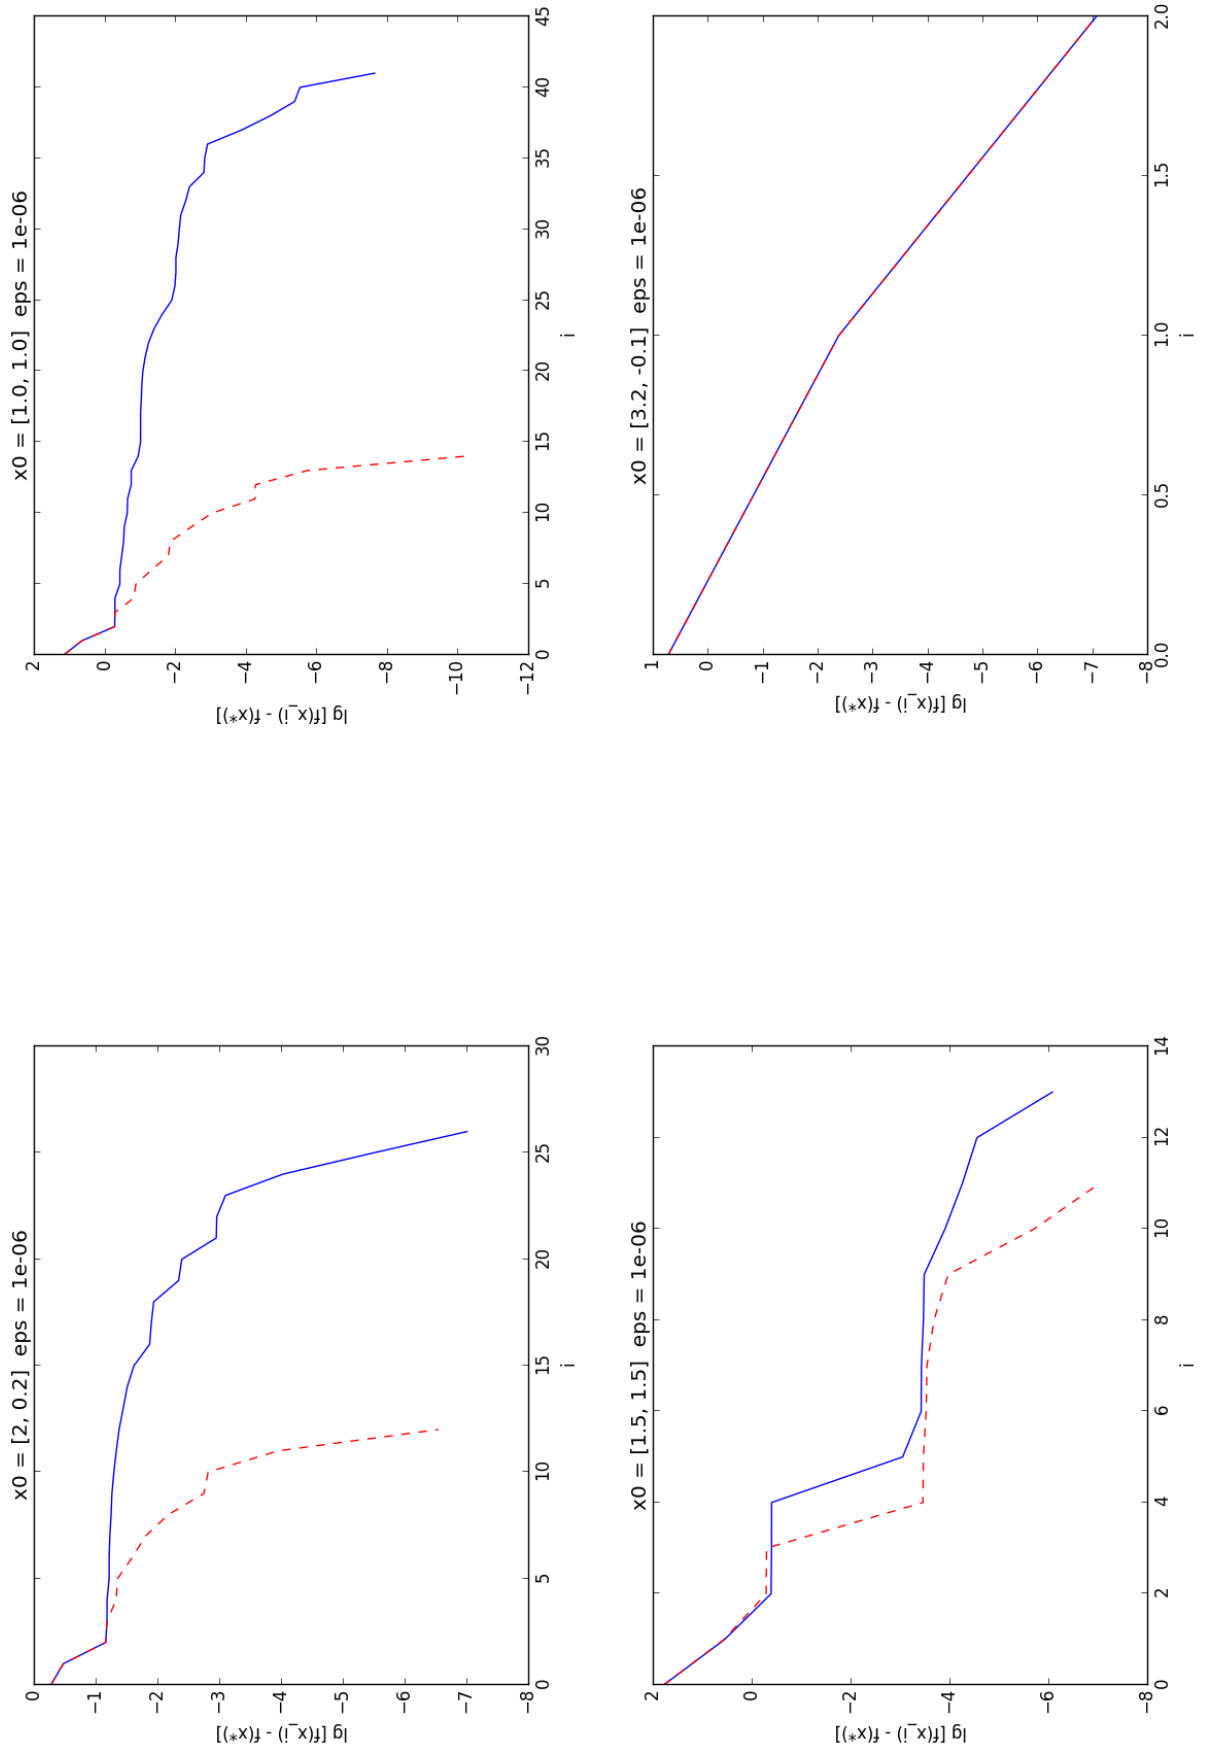 x0 = [2, 0.2] eps = 1e-06
lg [f(x_i) - f(x*)]
0
−1
−2
−3
−4
−5
−6
−7
−8
0 5 10 15 20 25 30
i
x0 = [1.0, 1.0] eps = 1e-06
lg [f(x_i) - f(x*)]
2
0
−2
−4
−6
−8
−10
−12
0 5 10 15 20 25 30 35 40 45
i
x0 = [1.5, 1.5] eps = 1e-06
lg [f(x_i) - f(x*)]
2
0
−2
−4
−6
−8
0 2 4 6 8 10 12 14
i
x0 = [3.2, -0.1] eps = 1e-06
lg [f(x_i) - f(x*)]
1
0
−1
−2
−3
−4
−5
−6
−7
−8
0.0 0.5 1.0 1.5 2.0
i